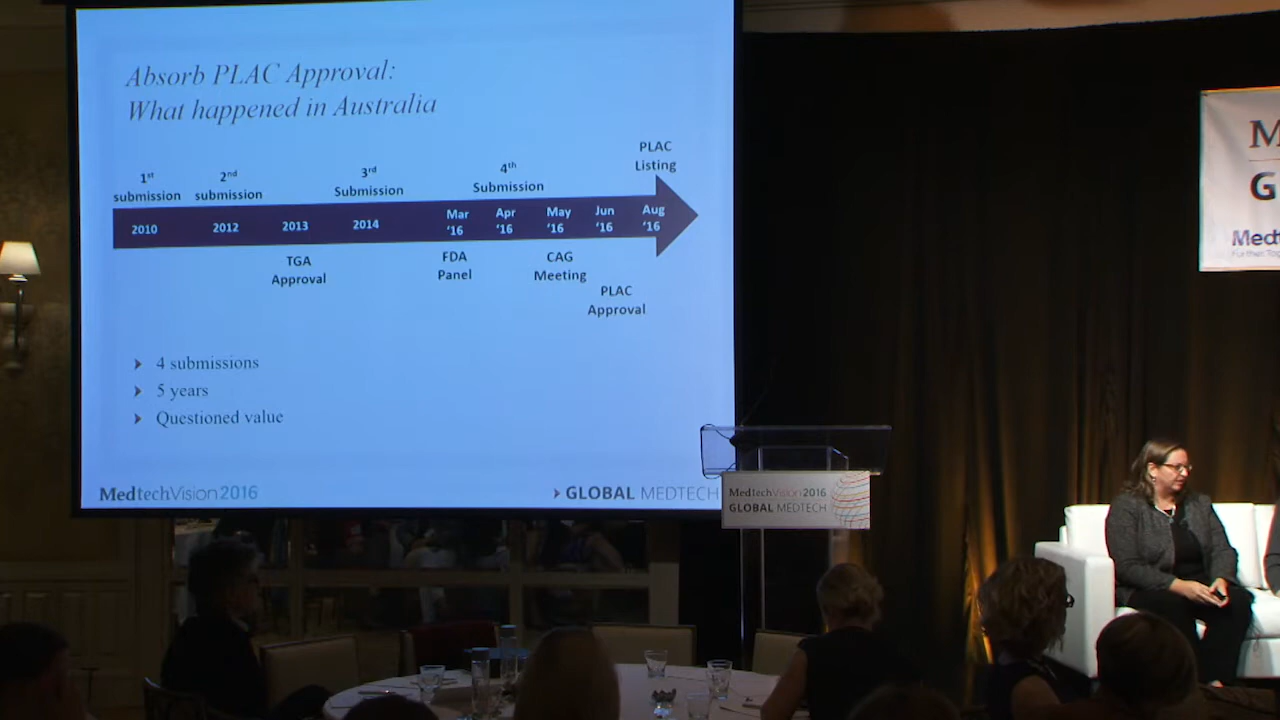 Absorb PLAC Approval:
What happened in Australia
PLAC
Listing
1st
submission
2nd
submission
3rd
Submission
4th
Submission
2010
2012
2013
2014
Mar
'16
Apr
'16
May
'16
Jun
'16
Aug
'16
TGA
Approval
FDA
Panel
CAG
Meeting
PLAC
Approval
4 submissions
5 years
Questioned value
MedtechVision2016
GLOBAL MEDTECH
MedtechVision2016
GLOBAL MEDTECH
M
G
Medt